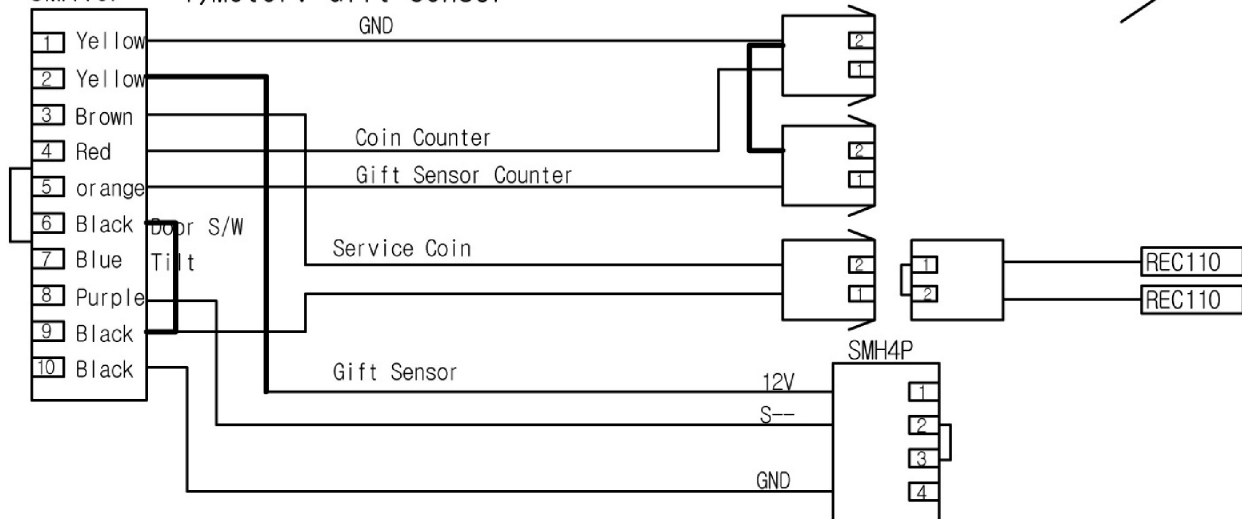 GND
1 Yellow
2
2 Yellow
1
3 Brown
Coin Counter
4 Red
2
Gift Sensor Counter
5 orange
1
6 Black Door S/W
Service Coin
7 Blue Tilt
2
1
REC110
8 Purple
1
2
REC110
9 Black
SMH4P
10 Black
Gift Sensor
12V
1
S--
2
3
GND
4